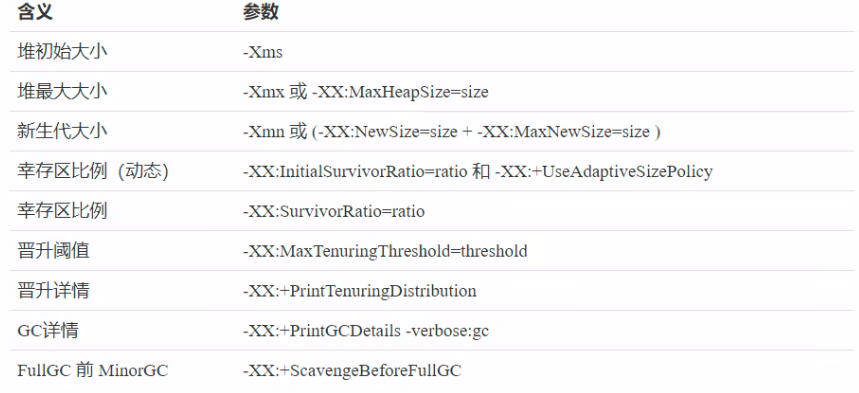 含义 参数
堆初始大小 -Xms
堆最大大小 -Xmx 或 -XX:MaxHeapSize=size
新生代大小 -Xmn 或 (-XX:NewSize=size + -XX:MaxNewSize=size )
幸存区比例（动态） -XX:InitialSurvivorRatio=ratio 和 -XX:+UseAdaptiveSizePolicy
幸存区比例 -XX:SurvivorRatio=ratio
晋升阈值 -XX:MaxTenuringThreshold=threshold
晋升详情 -XX:+PrintTenuringDistribution
GC详情 -XX:+PrintGCDetails -verbose:gc
FullGC 前 MinorGC -XX:+ScavengeBeforeFullGC